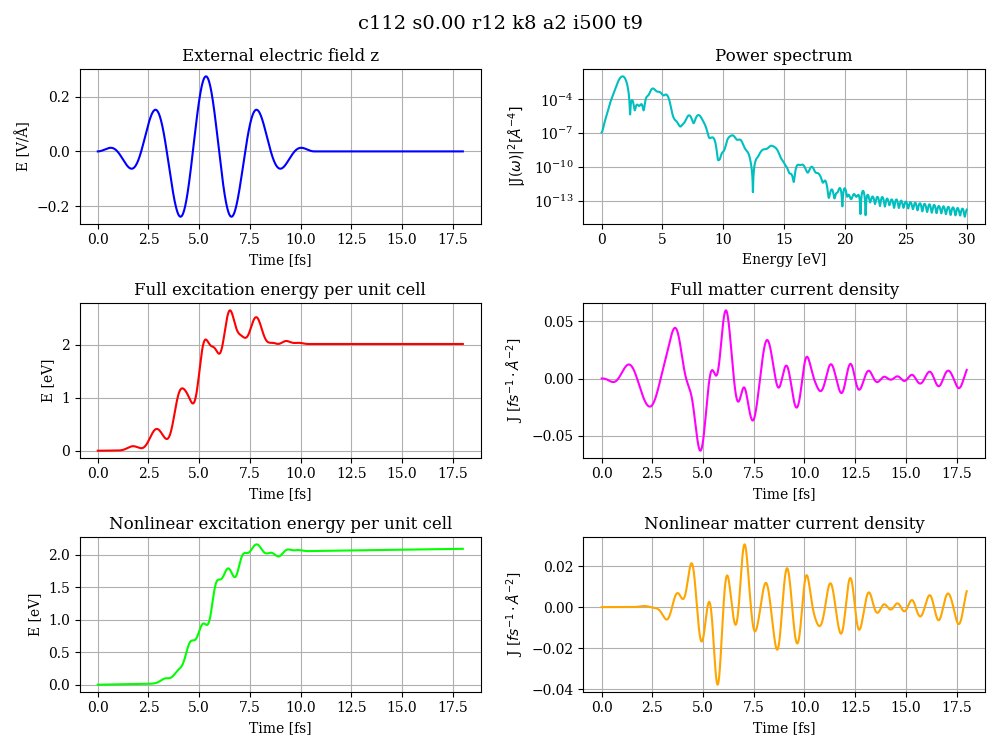 c112 s0.00 r12 k8 a2 i500 t9
External electric field z
E [V/Å]
0.2
0.0
−0.2
0.0 2.5 5.0 7.5 10.0 12.5 15.0 17.5
Time [fs]
Power spectrum
|J(ω)|² [Å⁻⁴]
10⁻⁴
10⁻⁷
10⁻¹⁰
10⁻¹³
0 5 10 15 20 25 30
Energy [eV]
Full excitation energy per unit cell
E [eV]
2
1
0
0.0 2.5 5.0 7.5 10.0 12.5 15.0 17.5
Time [fs]
Full matter current density
J [fs⁻¹ · Å⁻²]
0.05
0.00
−0.05
0.0 2.5 5.0 7.5 10.0 12.5 15.0 17.5
Time [fs]
Nonlinear excitation energy per unit cell
E [eV]
2.0
1.5
1.0
0.5
0.0
0.0 2.5 5.0 7.5 10.0 12.5 15.0 17.5
Time [fs]
Nonlinear matter current density
J [fs⁻¹ · Å⁻²]
0.02
0.00
−0.02
−0.04
0.0 2.5 5.0 7.5 10.0 12.5 15.0 17.5
Time [fs]